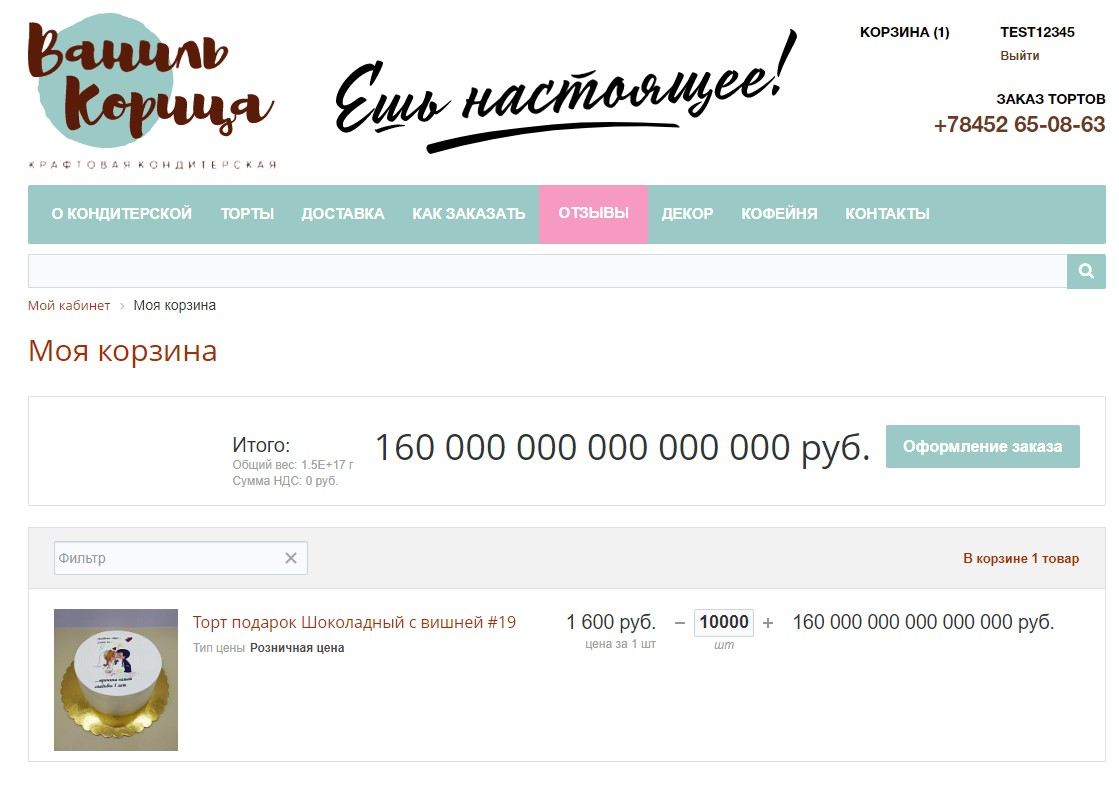 Ваниль
Корица
КРАФТОВАЯ КОНДИТЕРСКАЯ
Ешь настоящее!
КОРЗИНА (1)
TEST12345
Выйти
ЗАКАЗ ТОРТОВ
+78452 65-08-63
О КОНДИТЕРСКОЙ ТОРТЫ ДОСТАВКА КАК ЗАКАЗАТЬ ОТЗЫВЫ ДЕКОР КОФЕЙНЯ КОНТАКТЫ
Мой кабинет > Моя корзина
Моя корзина
Итого: 160 000 000 000 000 000 руб. Оформление заказа
Общий вес: 1.5E+17 г
Сумма НДС: 0 руб.
Фильтр
В корзине 1 товар
Торт подарок Шоколадный с вишней #19 1 600 руб. − 10000 + 160 000 000 000 000 000 руб.
Тип цены Розничная цена цена за 1 шт шт